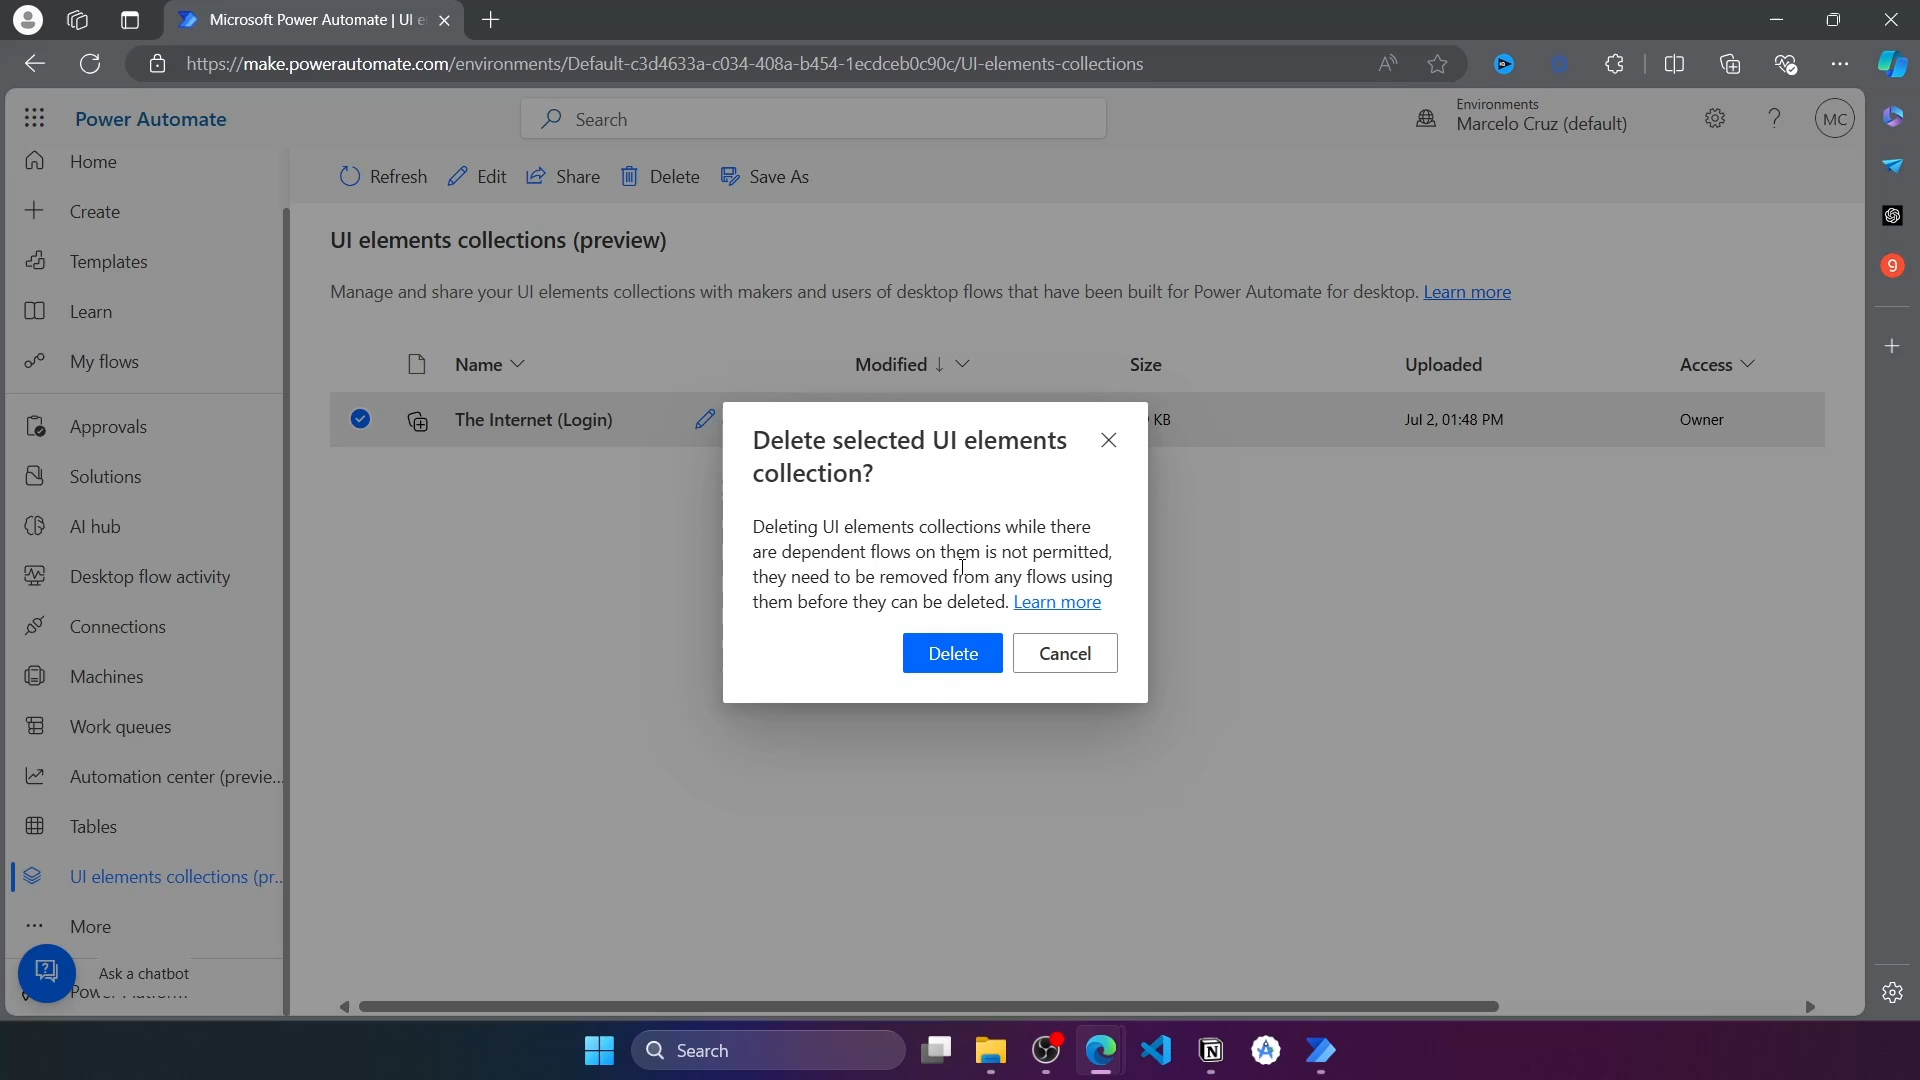 Microsoft Power Automate | UI e
https://make.powerautomate.com/environments/Default-c3d4633a-c034-408a-b454-1ecdceb0c90c/UI-elements-collections
Power Automate
Search
Environments
Marcelo Cruz (default)
MC
Home
Create
Templates
Learn
My flows
Approvals
Solutions
AI hub
Desktop flow activity
Connections
Machines
Work queues
Automation center (previe...
Tables
UI elements collections (pr...
More
Ask a chatbot
Refresh
Edit
Share
Delete
Save As
UI elements collections (preview)
Manage and share your UI elements collections with makers and users of desktop flows that have been built for Power Automate for desktop. Learn more
Name
Modified
Size
Uploaded
Access
The Internet (Login)
KB
Jul 2, 01:48 PM
Owner
Delete selected UI elements
collection?
Deleting UI elements collections while there
are dependent flows on them is not permitted,
they need to be removed from any flows using
them before they can be deleted. Learn more
Delete
Cancel
9
Search